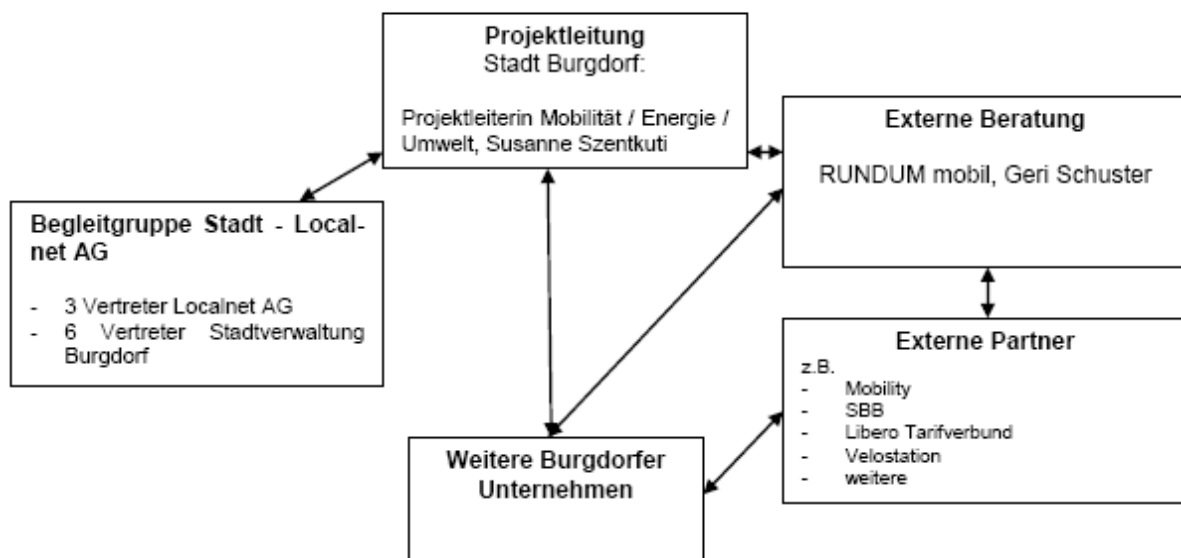 Projektleitung
Stadt Burgdorf:
Projektleiterin Mobilität / Energie /
Umwelt, Susanne Szentkuti
Externe Beratung
RUNDUM mobil, Geri Schuster
Begleitgruppe Stadt - Local-
net AG
- 3 Vertreter Localnet AG
- 6 Vertreter Stadtverwaltung
Burgdorf
Externe Partner
z.B.
- Mobility
- SBB
- Libero Tarifverbund
- Velostation
- weitere
Weitere Burgdorfer
Unternehmen